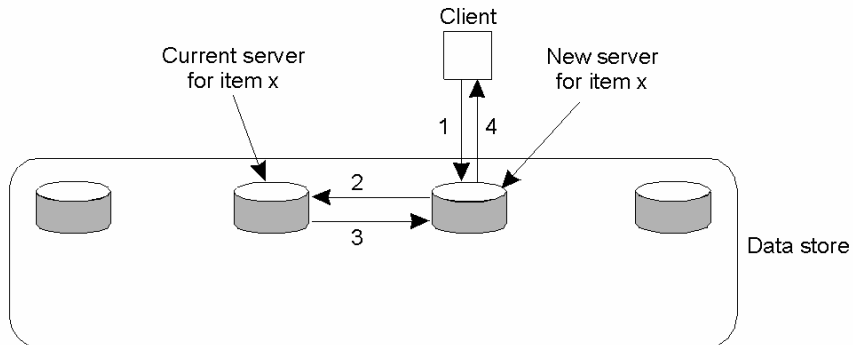 Client
Current server
for item x
New server
for item x
1
4
2
3
Data store